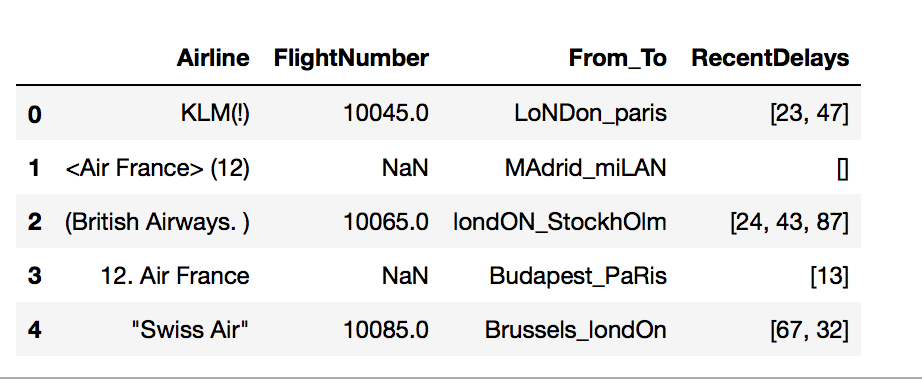 Airline FlightNumber From_To RecentDelays
0 KLM(!) 10045.0 LoNDon_paris [23, 47]
1 <Air France> (12) NaN MAdrid_miLAN []
2 (British Airways. ) 10065.0 londON_StockhOlm [24, 43, 87]
3 12. Air France NaN Budapest_PaRis [13]
4 "Swiss Air" 10085.0 Brussels_londOn [67, 32]